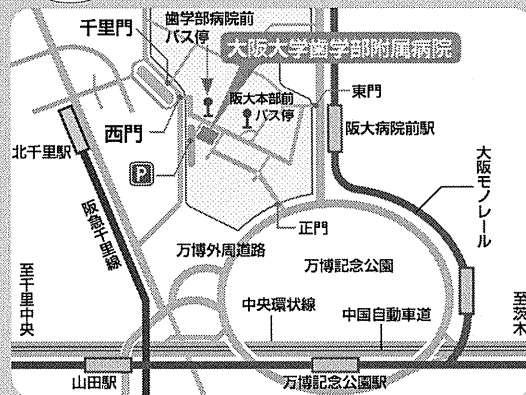 歯学部病院前
バス停
千里門
大阪大学歯学部附属病院
阪大本部前
バス停
東門
西門
阪大病院前駅
北千里駅
P
大阪モノレール
阪急千里線
正門
万博外周道路
万博記念公園
至千里中央
中央環状線
中国自動車道
至茨木
山田駅
万博記念公園駅